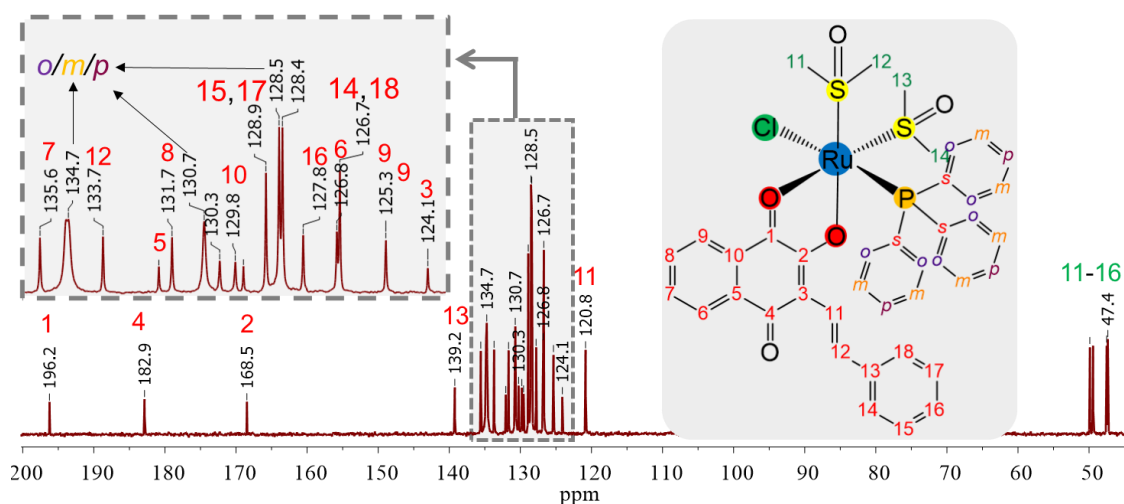 o/m/p
7
135.6
134.7
12
133.7
8
131.7
5
130.7
130.3
10
129.8
15,17
128.9
128.5
128.4
16
127.8
14,18
6
126.8
126.7
9
125.3
9
3
124.1
1
196.2
4
182.9
2
168.5
13
139.2
134.7
130.7
130.3
128.5
126.8
126.7
124.1
11
120.8
11-16
47.4
O
11
12
S
13
O
Cl
S
14
Ru
P
O
O
o
m
p
m
o
s
s
s
o
m
p
m
o
o
m
p
m
o
9
1
8
10
2
7
5
3
6
4
11
O
12
13
18
17
14
16
15
200
190
180
170
160
150
140
130
120
110
100
90
80
70
60
50
ppm